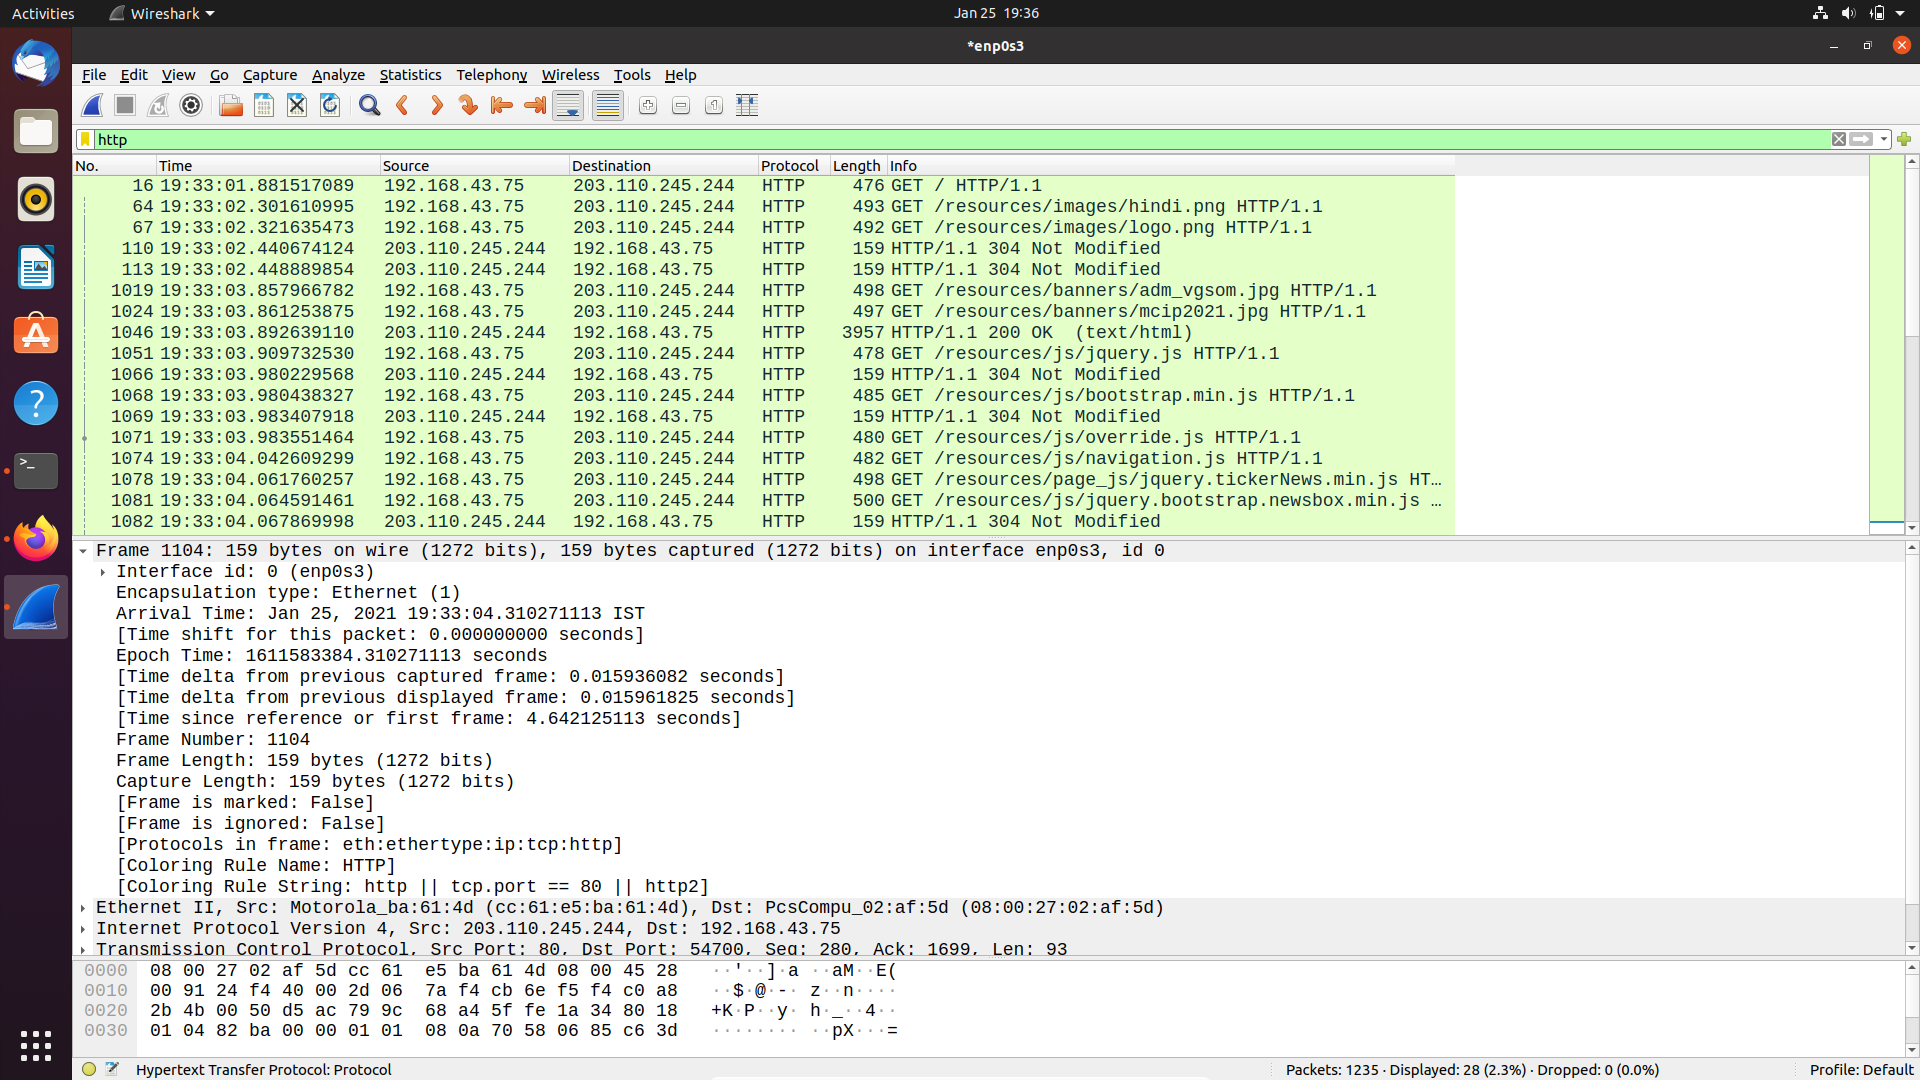 Activities Wireshark Jan 25 19:36
*enp0s3
File Edit View Go Capture Analyze Statistics Telephony Wireless Tools Help
http
No. Time Source Destination Protocol Length Info
16 19:33:01.881517089 192.168.43.75 203.110.245.244 HTTP 476 GET / HTTP/1.1
64 19:33:02.301610995 192.168.43.75 203.110.245.244 HTTP 493 GET /resources/images/hindi.png HTTP/1.1
67 19:33:02.321635473 192.168.43.75 203.110.245.244 HTTP 492 GET /resources/images/logo.png HTTP/1.1
110 19:33:02.440674124 203.110.245.244 192.168.43.75 HTTP 159 HTTP/1.1 304 Not Modified
113 19:33:02.448889854 203.110.245.244 192.168.43.75 HTTP 159 HTTP/1.1 304 Not Modified
1019 19:33:03.857966782 192.168.43.75 203.110.245.244 HTTP 498 GET /resources/banners/adm_vgsom.jpg HTTP/1.1
1024 19:33:03.861253875 192.168.43.75 203.110.245.244 HTTP 497 GET /resources/banners/mcip2021.jpg HTTP/1.1
1046 19:33:03.892639110 203.110.245.244 192.168.43.75 HTTP 3957 HTTP/1.1 200 OK (text/html)
1051 19:33:03.909732530 192.168.43.75 203.110.245.244 HTTP 478 GET /resources/js/jquery.js HTTP/1.1
1066 19:33:03.980229568 203.110.245.244 192.168.43.75 HTTP 159 HTTP/1.1 304 Not Modified
1068 19:33:03.980438327 192.168.43.75 203.110.245.244 HTTP 485 GET /resources/js/bootstrap.min.js HTTP/1.1
1069 19:33:03.983407918 203.110.245.244 192.168.43.75 HTTP 159 HTTP/1.1 304 Not Modified
1071 19:33:03.983551464 192.168.43.75 203.110.245.244 HTTP 480 GET /resources/js/override.js HTTP/1.1
1074 19:33:04.042609299 192.168.43.75 203.110.245.244 HTTP 482 GET /resources/js/navigation.js HTTP/1.1
1078 19:33:04.061760257 192.168.43.75 203.110.245.244 HTTP 498 GET /resources/page_js/jquery.tickerNews.min.js HT…
1081 19:33:04.064591461 192.168.43.75 203.110.245.244 HTTP 500 GET /resources/js/jquery.bootstrap.newsbox.min.js …
1082 19:33:04.067869998 203.110.245.244 192.168.43.75 HTTP 159 HTTP/1.1 304 Not Modified
Frame 1104: 159 bytes on wire (1272 bits), 159 bytes captured (1272 bits) on interface enp0s3, id 0
Interface id: 0 (enp0s3)
Encapsulation type: Ethernet (1)
Arrival Time: Jan 25, 2021 19:33:04.310271113 IST
[Time shift for this packet: 0.000000000 seconds]
Epoch Time: 1611583384.310271113 seconds
[Time delta from previous captured frame: 0.015936082 seconds]
[Time delta from previous displayed frame: 0.015961825 seconds]
[Time since reference or first frame: 4.642125113 seconds]
Frame Number: 1104
Frame Length: 159 bytes (1272 bits)
Capture Length: 159 bytes (1272 bits)
[Frame is marked: False]
[Frame is ignored: False]
[Protocols in frame: eth:ethertype:ip:tcp:http]
[Coloring Rule Name: HTTP]
[Coloring Rule String: http || tcp.port == 80 || http2]
Ethernet II, Src: Motorola_ba:61:4d (cc:61:e5:ba:61:4d), Dst: PcsCompu_02:af:5d (08:00:27:02:af:5d)
Internet Protocol Version 4, Src: 203.110.245.244, Dst: 192.168.43.75
Transmission Control Protocol, Src Port: 80, Dst Port: 54700, Seq: 280, Ack: 1699, Len: 93
0000 08 00 27 02 af 5d cc 61 e5 ba 61 4d 08 00 45 28 ··'··]·a ··aM··E(
0010 00 91 24 f4 40 00 2d 06 7a f4 cb 6e f5 f4 c0 a8 ··$·@·-· z··n····
0020 2b 4b 00 50 d5 ac 79 9c 68 a4 5f fe 1a 34 80 18 +K·P··y· h·_··4··
0030 01 04 82 ba 00 00 01 01 08 0a 70 58 06 85 c6 3d ········ ··pX···=
Hypertext Transfer Protocol: Protocol Packets: 1235 · Displayed: 28 (2.3%) · Dropped: 0 (0.0%) Profile: Default